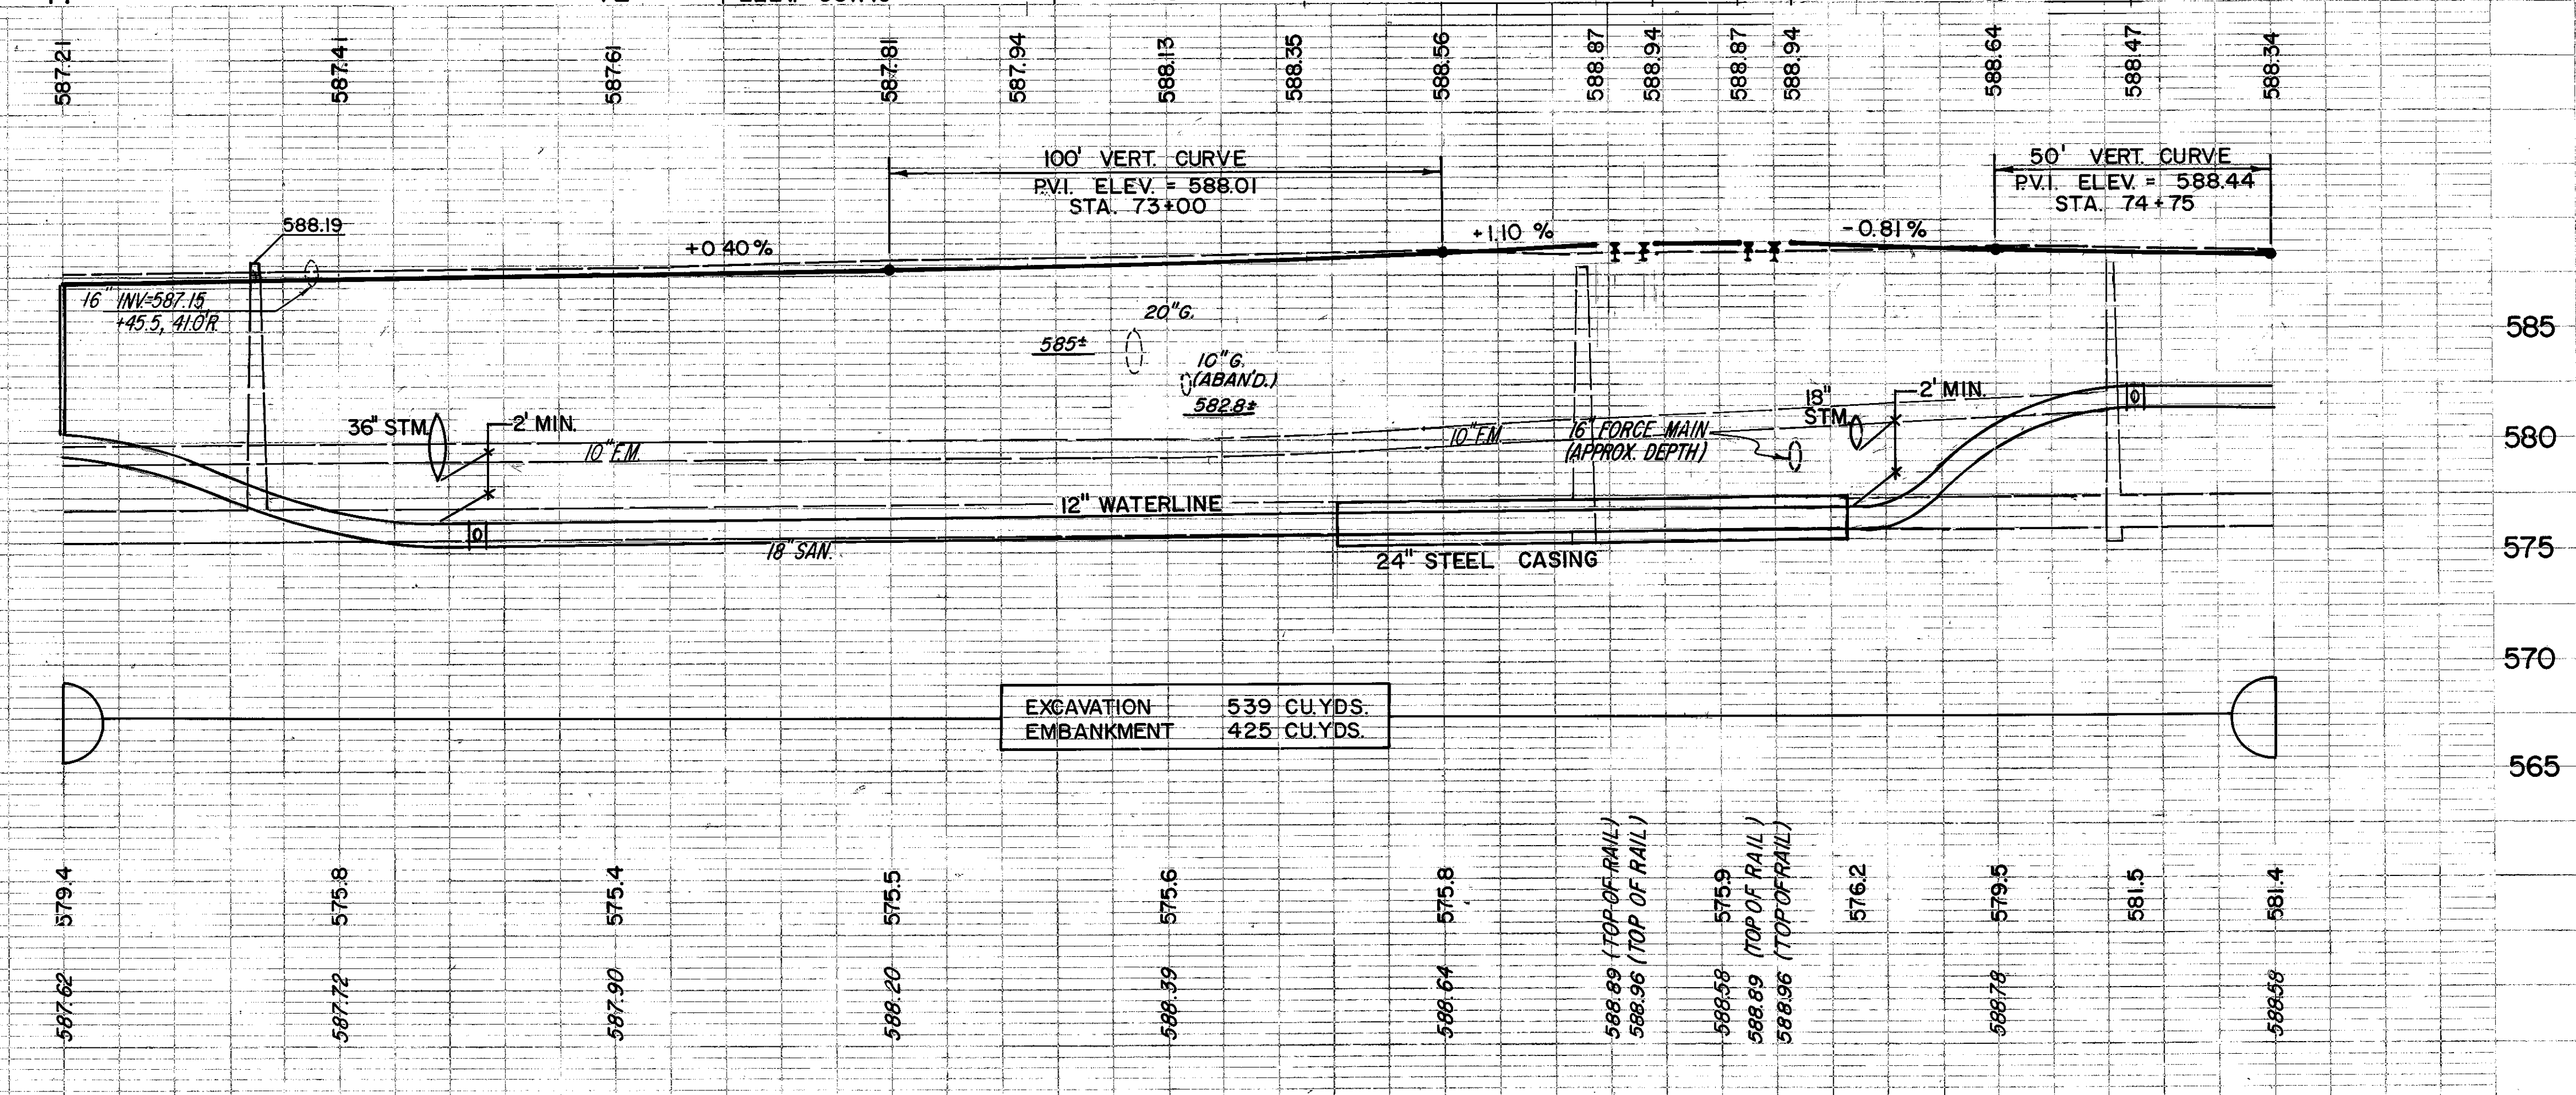 587.21
587.41
587.61
587.81
587.94
588.13
588.35
588.56
588.87
588.94
588.87
588.94
588.64
588.47
588.34
100' VERT. CURVE
P.V.I. ELEV. = 588.01
STA. 73+00
50' VERT. CURVE
P.V.I. ELEV. = 588.44
STA. 74+75
588.19
+0.40%
+1.10 %
-0.81%
16" INV.=587.15
+45.5, 41.0'R.
20"G.
585±
10"G.
(ABAN'D.)
582.8±
585
36" STM.
2' MIN.
10" F.M.
10" F.M.
16" FORCE MAIN
(APPROX. DEPTH)
18"
STM.
2' MIN.
580
12" WATERLINE
18" SAN.
24" STEEL CASING
575
570
EXCAVATION 539 CU.YDS.
EMBANKMENT 425 CU.YDS.
565
579.4
575.8
575.4
575.5
575.6
575.8
575.9
576.2
579.5
581.5
581.4
587.62
587.72
587.90
588.20
588.39
588.64
588.89 (TOP OF RAIL)
588.96 (TOP OF RAIL)
588.58
588.89 (TOP OF RAIL)
588.96 (TOP OF RAIL)
588.78
588.58